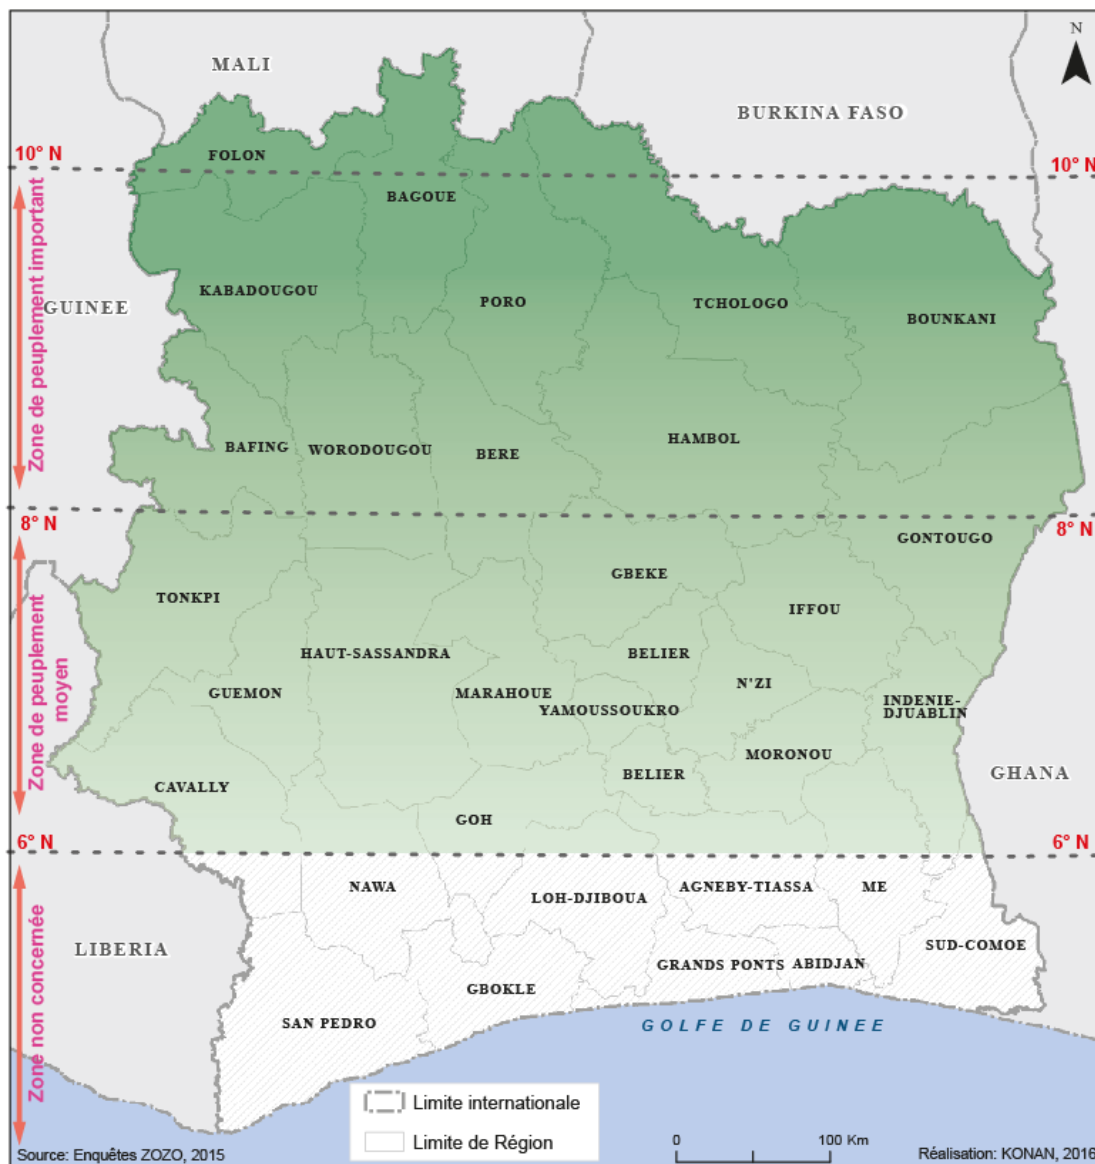 N
MALI
BURKINA FASO
10° N
10° N
FOLON
BAGOUE
Zone de peuplement important
GUINEE
KABADOUGOU
PORO
TCHOLOGO
BOUNKANI
BAFING
WORODOUGOU
BERE
HAMBOL
8° N
8° N
GONTOUGO
GBEKE
TONKPI
IFFOU
Zone de peuplement
moyen
HAUT-SASSANDRA
BELIER
GUEMON
MARAHOUE
N'ZI
YAMOUSSOUKRO
INDENIE-
DJUABLIN
MORONOU
BELIER
GHANA
CAVALLY
GOH
6° N
6° N
NAWA
LOH-DJIBOUA
AGNEBY-TIASSA
ME
Zone non concernée
LIBERIA
SUD-COMOE
GRANDS PONTS
ABIDJAN
GBOKLE
SAN PEDRO
GOLFE DE GUINEE
Limite internationale
Limite de Région
0 100 Km
Source: Enquêtes ZOZO, 2015
Réalisation: KONAN, 2016